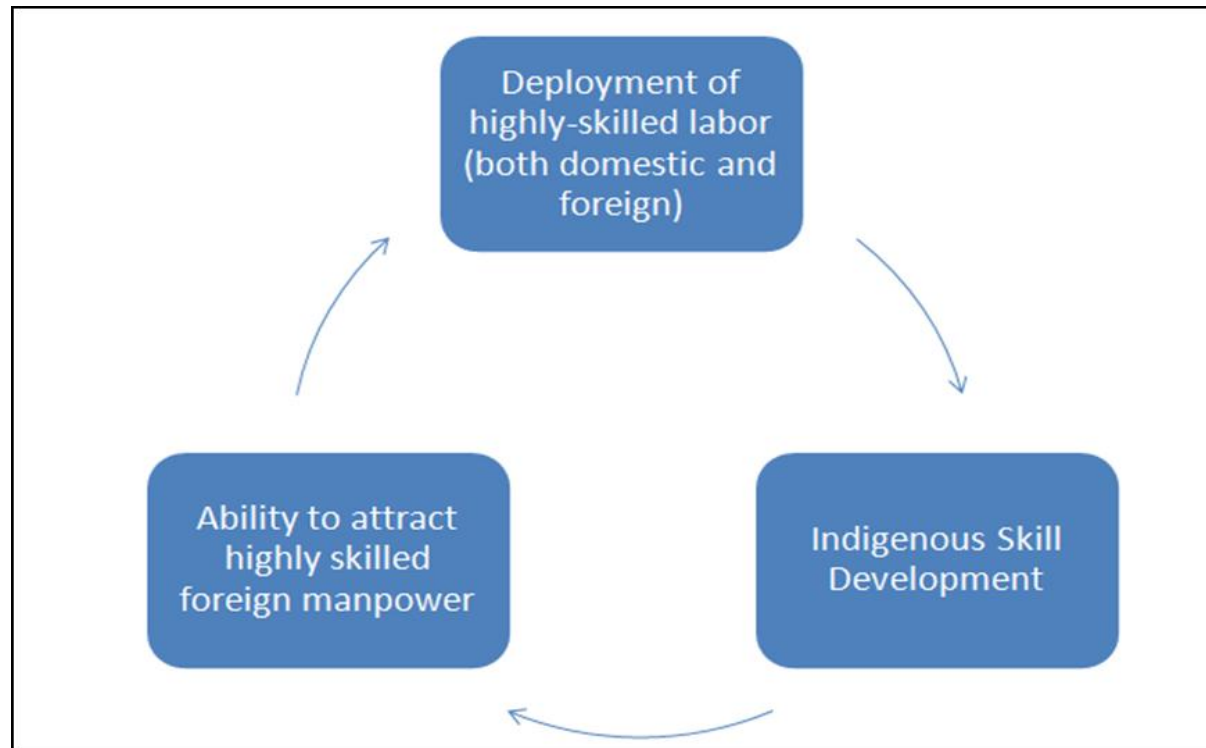 Deployment of
highly-skilled labor
(both domestic and
foreign)
Indigenous Skill
Development
Ability to attract
highly skilled
foreign manpower